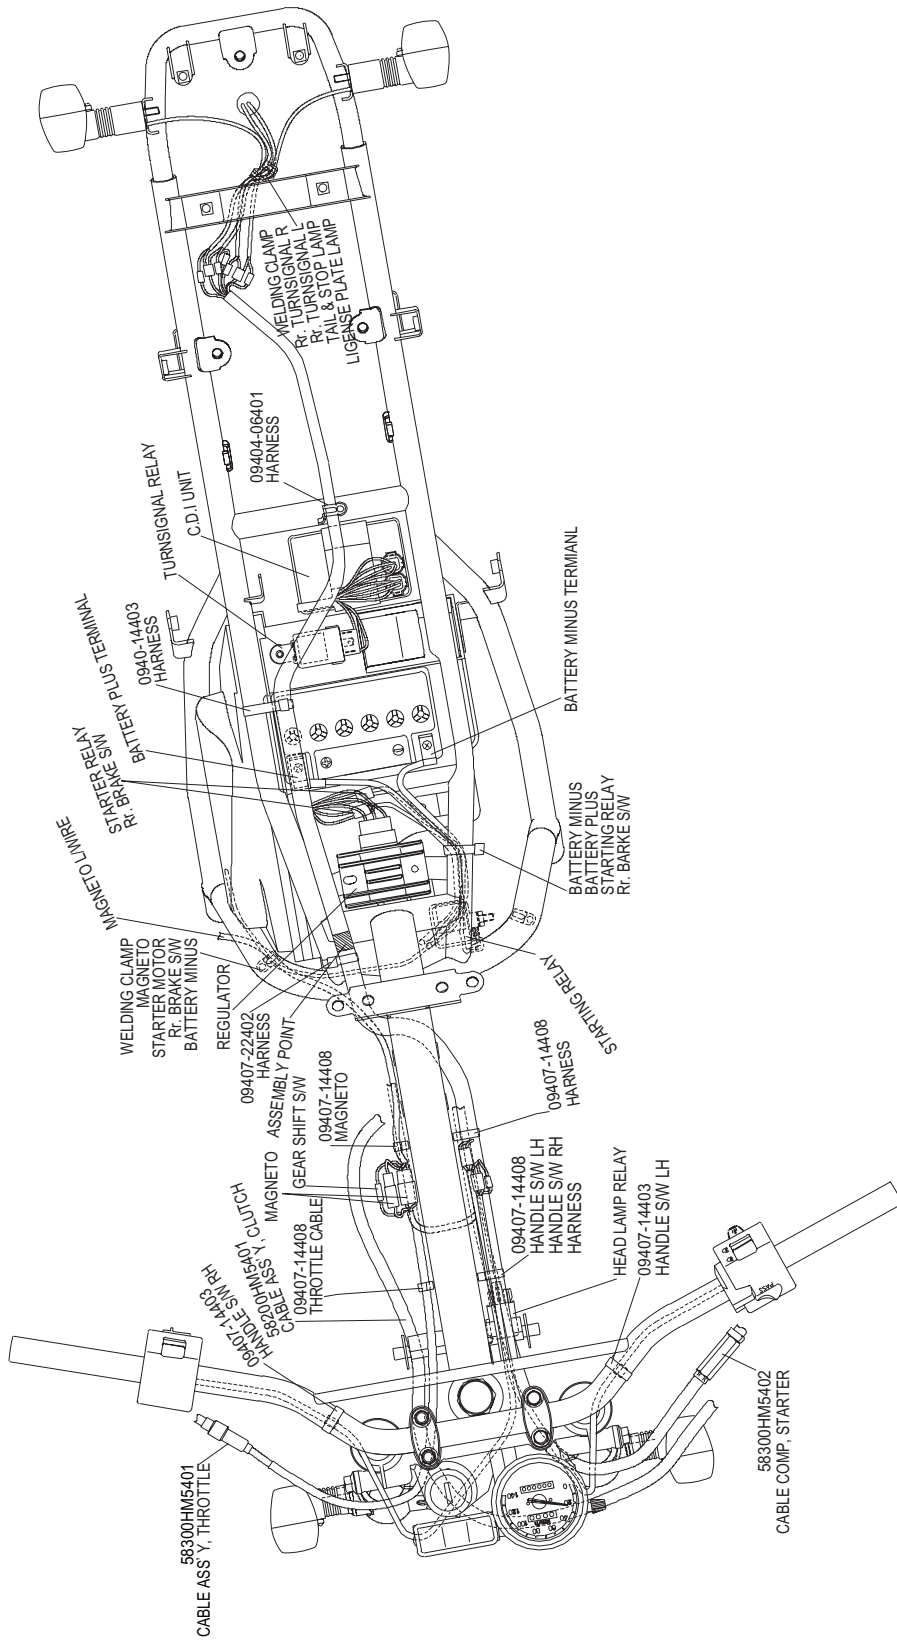 WELDING CLAMP
Rr. TURNSIGNAL R
Rr. TURNSIGNAL L
TAIL & STOP LAMP
LIGENSE PLATE LAMP
09404-06401
HARNESS
C.D.I UNIT
TURNSIGNAL RELAY
0940-14403
HARNESS
BATTERY PLUS TERMINAL
STARTER RELAY
Rr. BRAKE S/W
BATTERY MINUS TERMIANL
BATTERY MINUS
BATTERY PLUS
STARTING RELAY
Rr. BARKE S/W
MAGNETO L/WIRE
WELDING CLAMP
MAGNETO
STARTER MOTOR
Rr. BRAKE S/W
BATTERY MINUS
REGULATOR
09407-22402
HARNESS
ASSEMBLY POINT
STARTING RELAY
GEAR SHIFT S/W
MAGNETO
09407-14408
MAGNETO
09407-14408
HARNESS
09407-14408
THROTTLE CABLE
09407-14408
HANDLE S/W LH
HANDLE S/W RH
HARNESS
58200HM5401
CABLE ASS'Y, CLUTCH
09407-14403
HANDLE S/W RH
HEAD LAMP RELAY
09407-14403
HANDLE S/W LH
PASS
58300HM5401
CABLE ASS'Y, THROTTLE
58300HM5402
CABLE COMP, STARTER